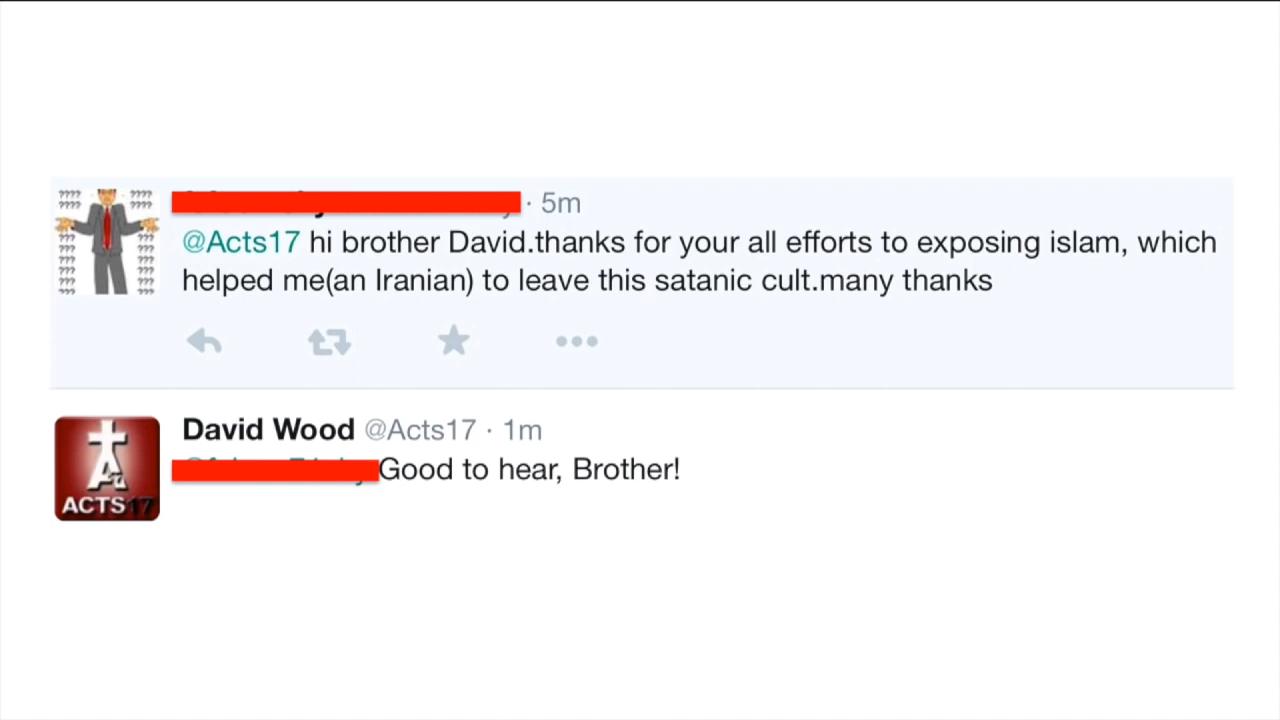 ???? ????
???? ????
· 5m
@Acts17 hi brother David.thanks for your all efforts to exposing islam, which
??? ???
??? ???
??? ???
??? ???
??? ???
??? ???
helped me(an Iranian) to leave this satanic cult.many thanks
David Wood @Acts17 · 1m
Good to hear, Brother!
ACTS17